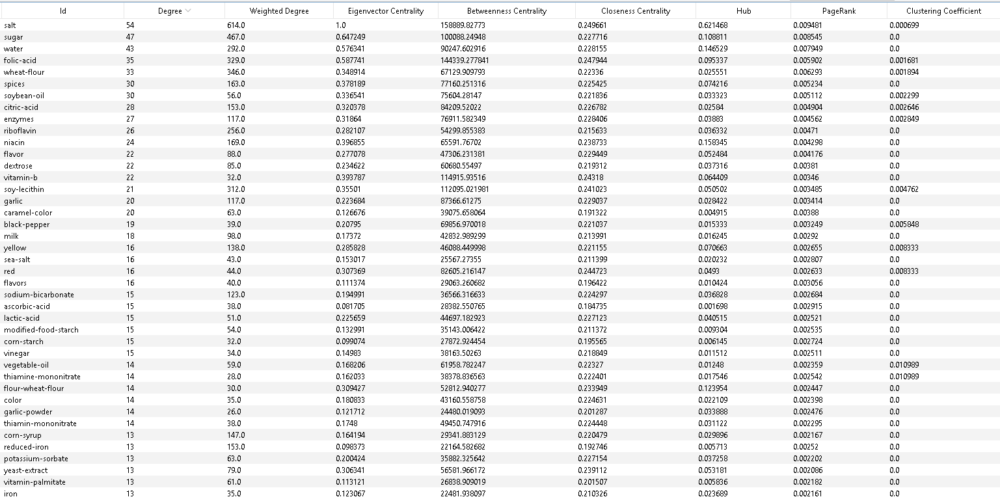 Id Degree Weighted Degree Eigenvector Centrality Betweenness Centrality Closeness Centrality Hub PageRank Clustering Coefficient
salt 54 614.0 1.0 158889.82773 0.249661 0.621468 0.009481 0.000699
sugar 47 467.0 0.647249 100088.24948 0.227716 0.108811 0.008545 0.0
water 43 292.0 0.576341 90247.602916 0.228155 0.146529 0.007949 0.0
folic-acid 35 329.0 0.587741 144339.277841 0.247944 0.095337 0.005902 0.001681
wheat-flour 33 346.0 0.348914 67129.909793 0.22336 0.025551 0.006293 0.001894
spices 30 163.0 0.378189 77160.251316 0.225425 0.074216 0.005234 0.0
soybean-oil 30 56.0 0.336541 75604.28147 0.221836 0.033323 0.005112 0.002299
citric-acid 28 153.0 0.320378 84209.52022 0.226782 0.02584 0.004904 0.002646
enzymes 27 117.0 0.31864 76911.582349 0.228406 0.03883 0.004562 0.002849
riboflavin 26 256.0 0.282107 54299.855383 0.215633 0.036332 0.00471 0.0
niacin 24 169.0 0.396855 65591.76702 0.238733 0.158345 0.004298 0.0
flavor 22 88.0 0.277078 47306.231381 0.229449 0.052484 0.004176 0.0
dextrose 22 85.0 0.234622 60680.55497 0.219312 0.037316 0.00381 0.0
vitamin-b 22 32.0 0.393787 114915.93516 0.24318 0.064409 0.00346 0.0
soy-lecithin 21 312.0 0.35501 112095.021981 0.241023 0.050502 0.003485 0.004762
garlic 20 117.0 0.223684 87366.61275 0.229037 0.028422 0.003414 0.0
caramel-color 20 63.0 0.126676 39075.658064 0.191322 0.004915 0.00388 0.0
black-pepper 19 39.0 0.20795 69856.970018 0.221037 0.015333 0.003249 0.005848
milk 18 98.0 0.17372 42832.989299 0.213991 0.016245 0.00292 0.0
yellow 16 138.0 0.285828 46088.449998 0.221155 0.070663 0.002655 0.008333
sea-salt 16 43.0 0.153017 25567.27355 0.211399 0.020232 0.002807 0.0
red 16 44.0 0.307369 82605.216147 0.244723 0.0493 0.002633 0.008333
flavors 16 40.0 0.111374 29063.260682 0.196422 0.010424 0.003056 0.0
sodium-bicarbonate 15 123.0 0.194991 36566.316633 0.224297 0.036828 0.002684 0.0
ascorbic-acid 15 38.0 0.081705 28382.550765 0.184735 0.001698 0.002915 0.0
lactic-acid 15 51.0 0.225659 44697.182923 0.227123 0.040515 0.002521 0.0
modified-food-starch 15 54.0 0.132991 35143.006422 0.211372 0.009304 0.002535 0.0
corn-starch 15 32.0 0.099074 27872.924454 0.195565 0.006145 0.002724 0.0
vinegar 15 34.0 0.14983 38163.50263 0.218849 0.011512 0.002511 0.0
vegetable-oil 14 59.0 0.168206 61958.782247 0.22327 0.01248 0.002359 0.010989
thiamine-mononitrate 14 28.0 0.162033 38378.836563 0.222401 0.017546 0.002542 0.010989
flour-wheat-flour 14 30.0 0.309427 52812.940277 0.233949 0.123954 0.002447 0.0
color 14 35.0 0.180833 43160.558758 0.224631 0.022109 0.002398 0.0
garlic-powder 14 26.0 0.121712 24480.019093 0.201287 0.033888 0.002476 0.0
thiamin-mononitrate 14 38.0 0.1748 49450.747916 0.224448 0.031122 0.002295 0.0
corn-syrup 13 147.0 0.164194 29341.883129 0.220479 0.029896 0.002167 0.0
reduced-iron 13 153.0 0.098373 22164.582682 0.192746 0.005713 0.00252 0.0
potassium-sorbate 13 63.0 0.200424 35882.325642 0.227154 0.037258 0.002202 0.0
yeast-extract 13 79.0 0.306341 56581.966172 0.239112 0.053181 0.002086 0.0
vitamin-palmitate 13 61.0 0.113121 26838.909019 0.201507 0.005836 0.002182 0.0
iron 13 35.0 0.123067 22481.938097 0.210326 0.023689 0.002161 0.0